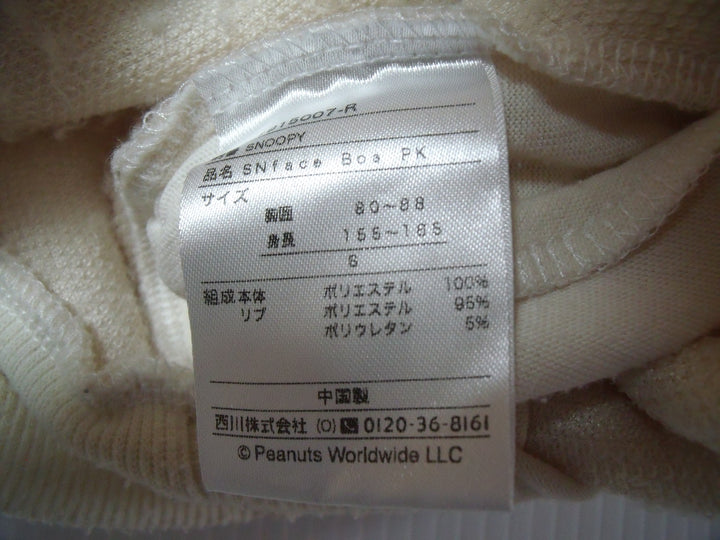 15007-R
SNOOPY
品名 SNface Boa PK
サイズ
胸囲 80～88
身長 155～165
S
組成 本体 ポリエステル 100%
リブ ポリエステル 95%
ポリウレタン 5%
中国製
西川株式会社 (O) 0120-36-8161
©Peanuts Worldwide LLC